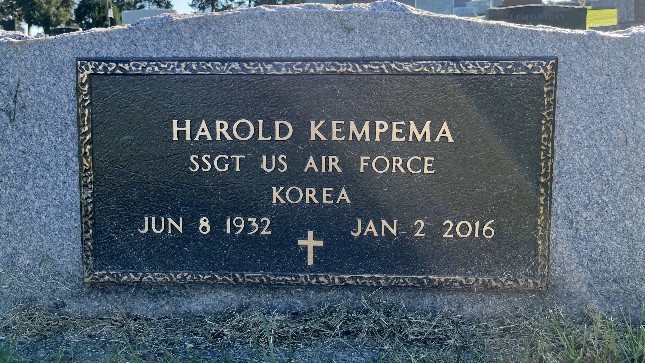 HAROLD KEMPEMA
SSGT US AIR FORCE
KOREA
JUN 8 1932 JAN 2 2016